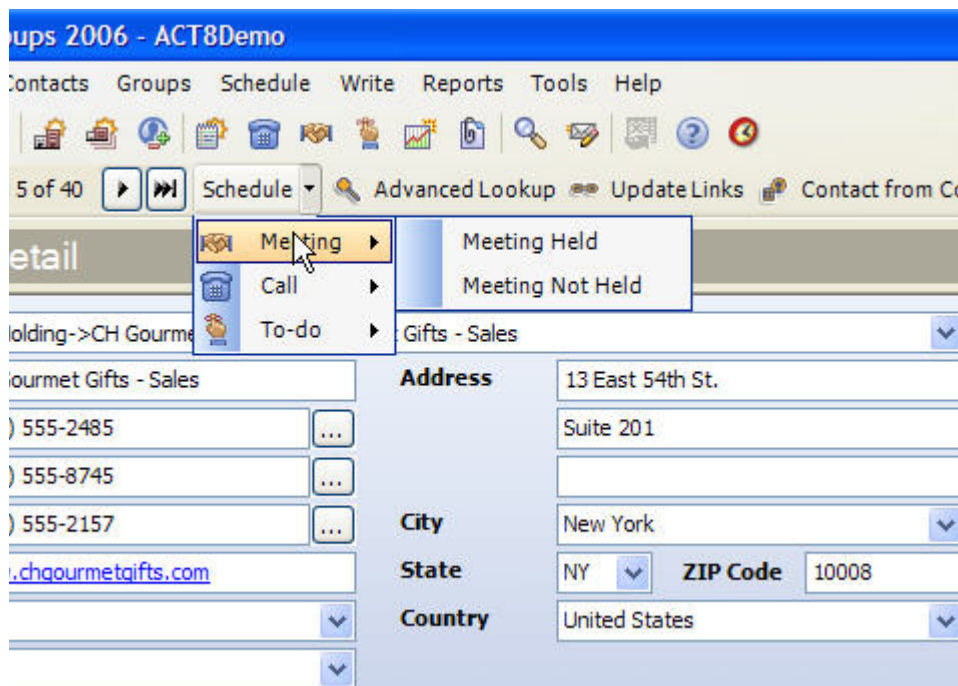 ups 2006 - ACT8Demo
Contacts Groups Schedule Write Reports Tools Help
5 of 40 Schedule Advanced Lookup Update Links Contact from Co
etail
Meeting Meeting Held
Call Meeting Not Held
To-do
olding->CH Gourme Gifts - Sales
ourmet Gifts - Sales Address 13 East 54th St.
) 555-2485 ... Suite 201
) 555-8745 ...
) 555-2157 ... City New York
.chgourmetgifts.com State NY ZIP Code 10008
Country United States